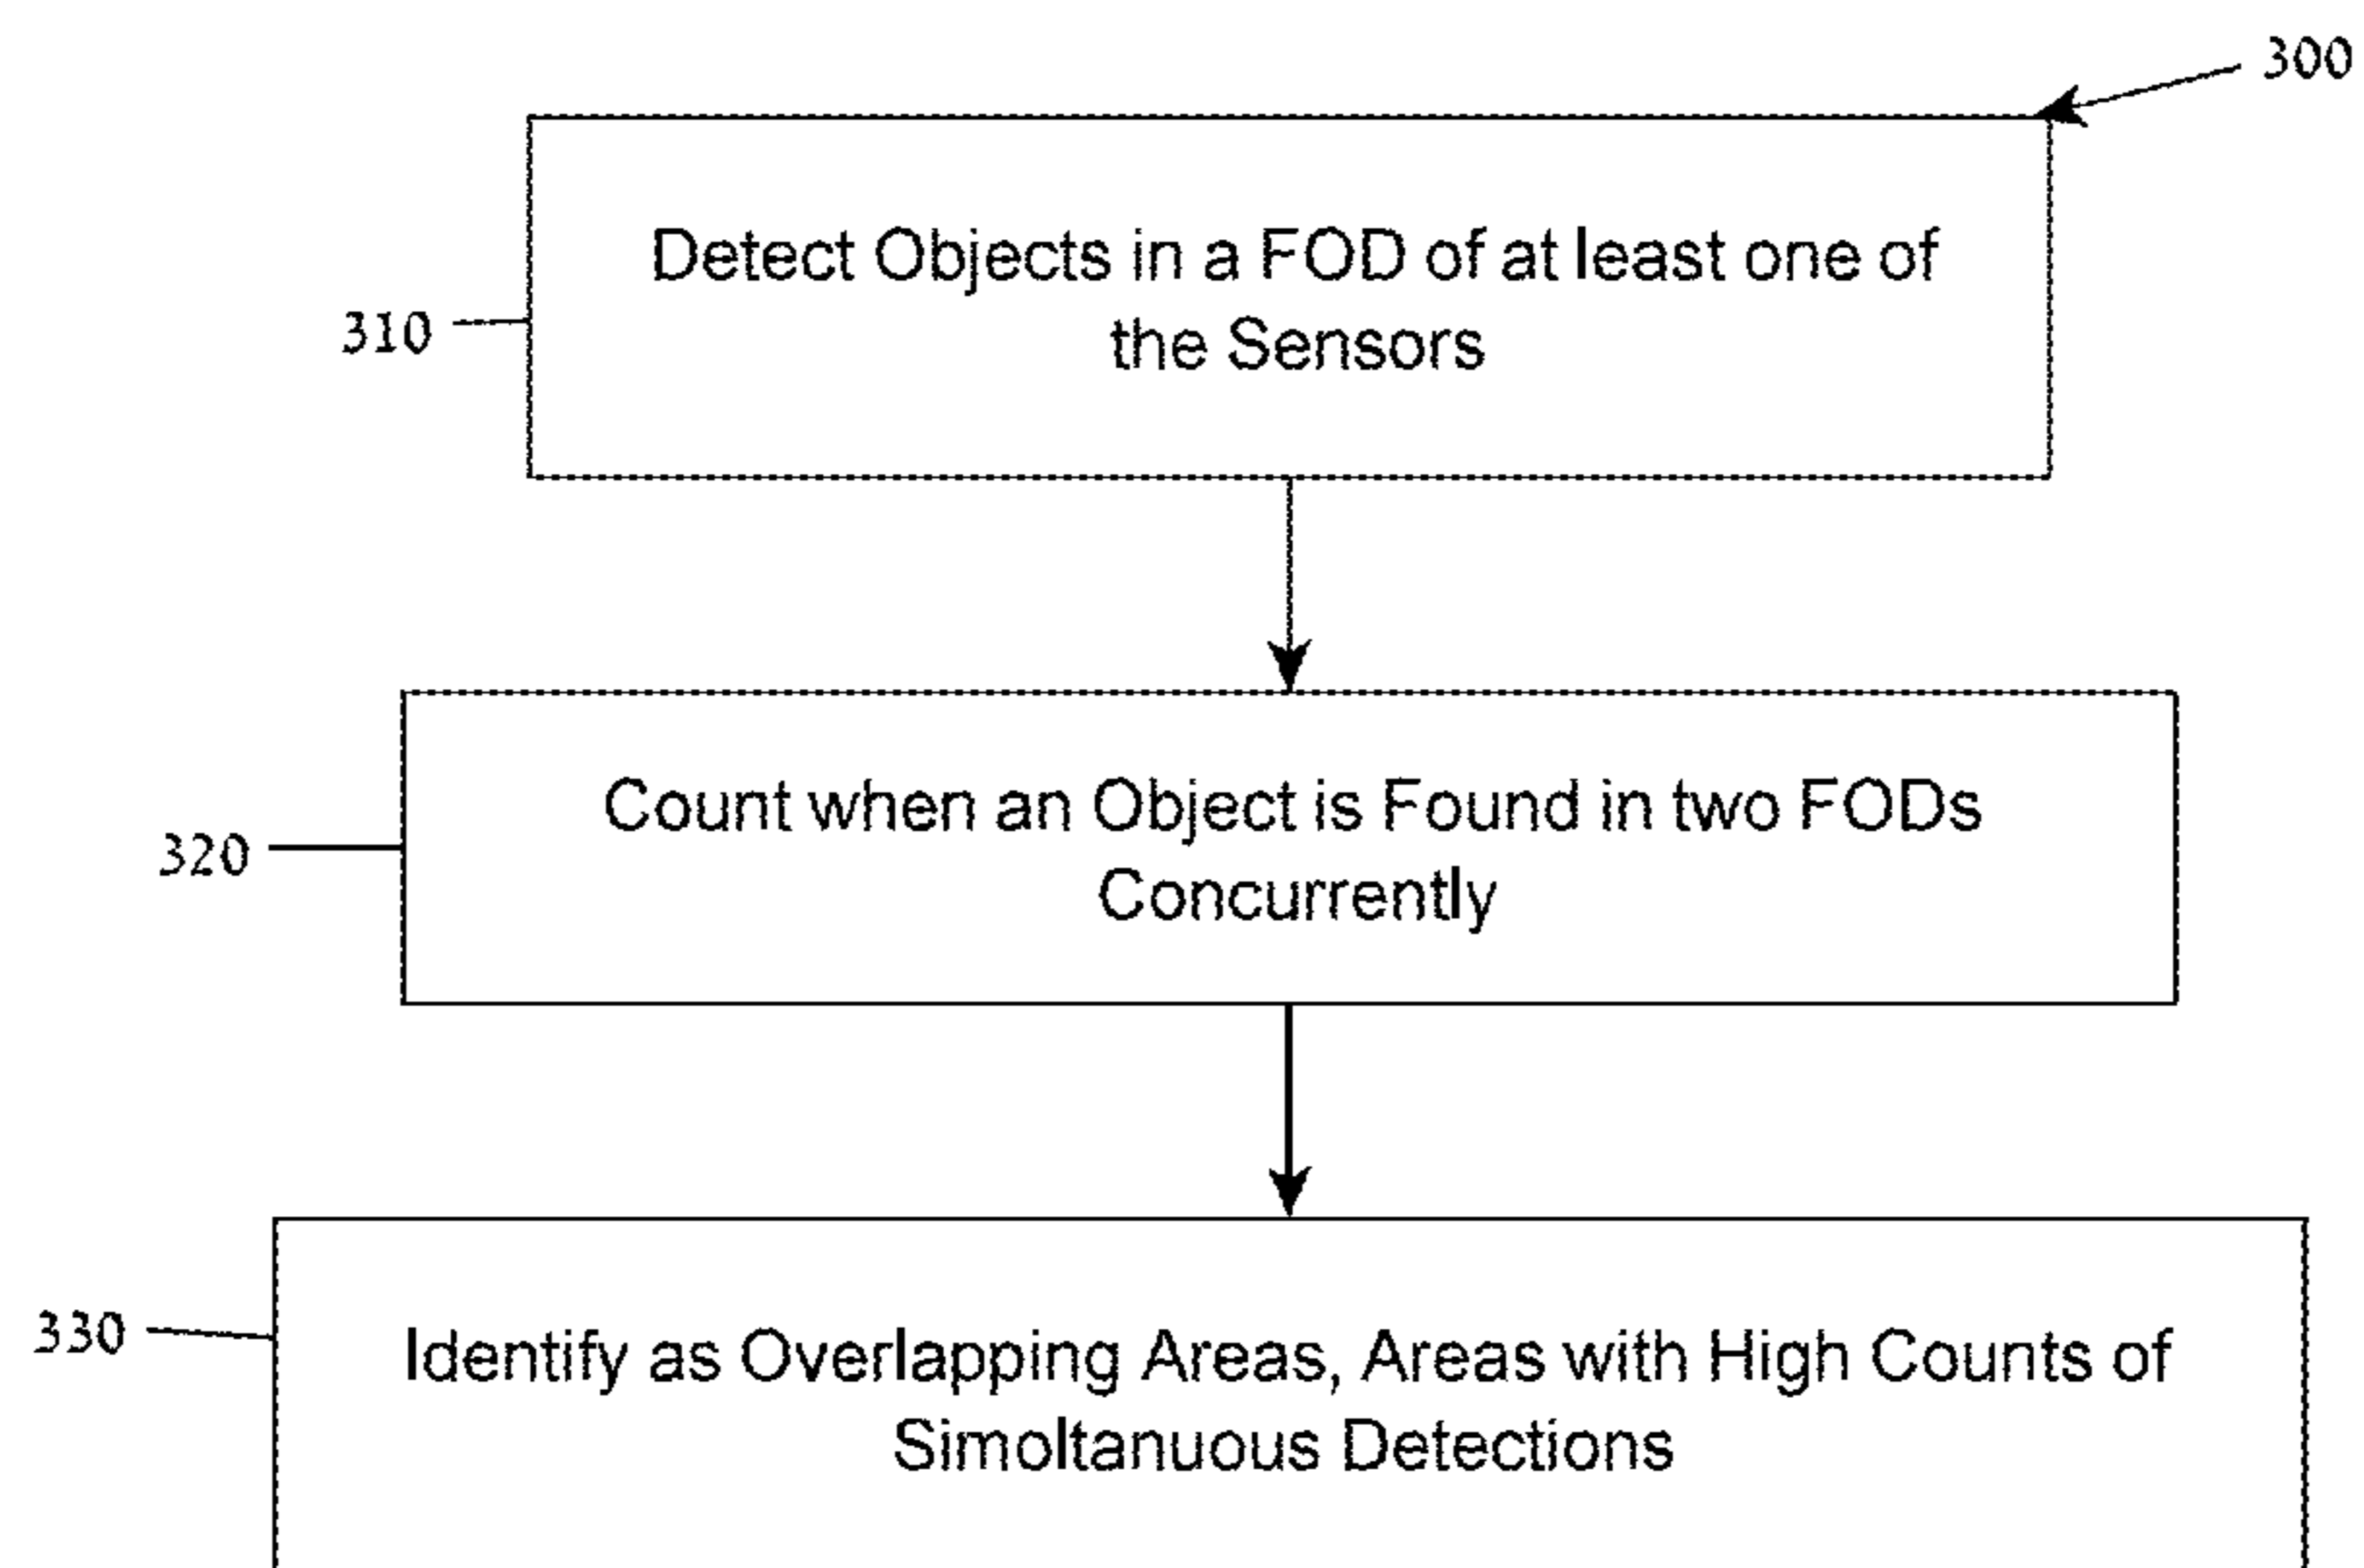 300
Detect Objects in a FOD of at least one of
the Sensors
310
Count when an Object is Found in two FODs
Concurrently
320
Identify as Overlapping Areas, Areas with High Counts of
Simoltanuous Detections
330